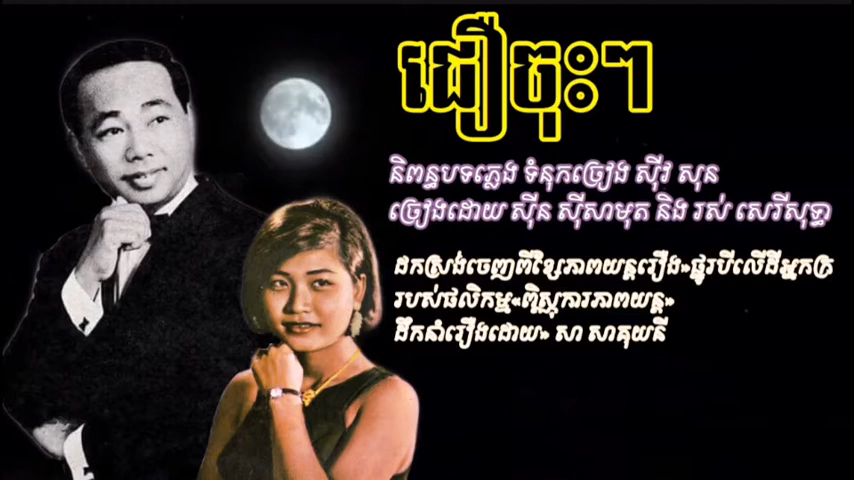 ជឿចុះៗ
និពន្ធបទភ្លេង ទំនុកច្រៀង ស៊ីវ ស៊ុន
ច្រៀងដោយ ស៊ីន ស៊ីសាមុត និង រស់ សេរីសុទ្ធា
ដកស្រង់ចេញពីខ្សែភាពយន្តរឿង»ផ្នូរបីលើដីអ្នកក្រ
របស់ផលិតកម្ម«ពិស្ណុការភាពយន្ត»
ដឹកនាំរឿងដោយ» សា សាគុយនី